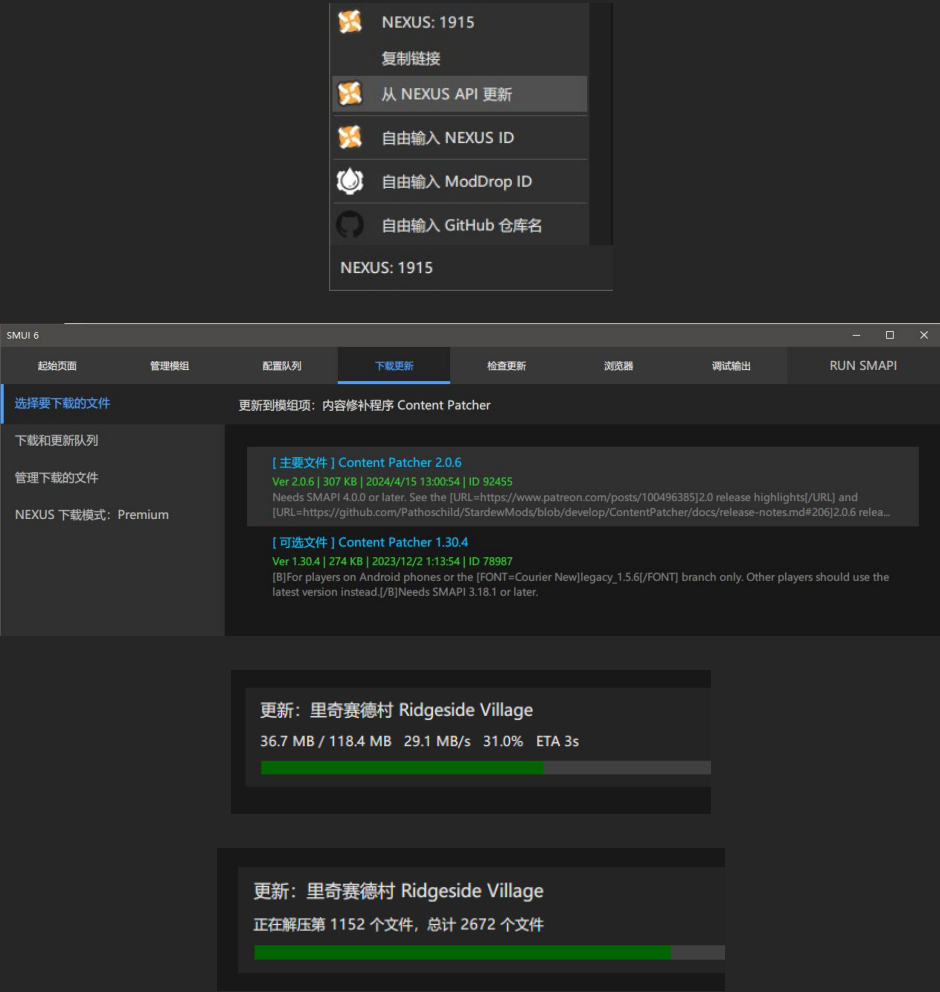 NEXUS: 1915
复制链接
从 NEXUS API 更新
自由输入 NEXUS ID
自由输入 ModDrop ID
自由输入 GitHub 仓库名
NEXUS: 1915
SMUI 6
起始页面 管理模组 配置队列 下载更新 检查更新 浏览器 调试输出 RUN SMAPI
选择要下载的文件
更新到模组项：内容修补程序 Content Patcher
下载和更新队列
管理下载的文件
NEXUS 下载模式：Premium
[ 主要文件 ] Content Patcher 2.0.6
Ver 2.0.6 | 307 KB | 2024/4/15 13:00:54 | ID 92455
Needs SMAPI 4.0.0 or later. See the [URL=https://www.patreon.com/posts/100496385]2.0 release highlights[/URL] and
[URL=https://github.com/Pathoschild/StardewMods/blob/develop/ContentPatcher/docs/release-notes.md#206]2.0.6 relea...
[ 可选文件 ] Content Patcher 1.30.4
Ver 1.30.4 | 274 KB | 2023/12/2 1:13:54 | ID 78987
[B]For players on Android phones or the [FONT=Courier New]legacy_1.5.6[/FONT] branch only. Other players should use the
latest version instead.[/B]Needs SMAPI 3.18.1 or later.
更新：里奇赛德村 Ridgeside Village
36.7 MB / 118.4 MB 29.1 MB/s 31.0% ETA 3s
更新：里奇赛德村 Ridgeside Village
正在解压第 1152 个文件，总计 2672 个文件